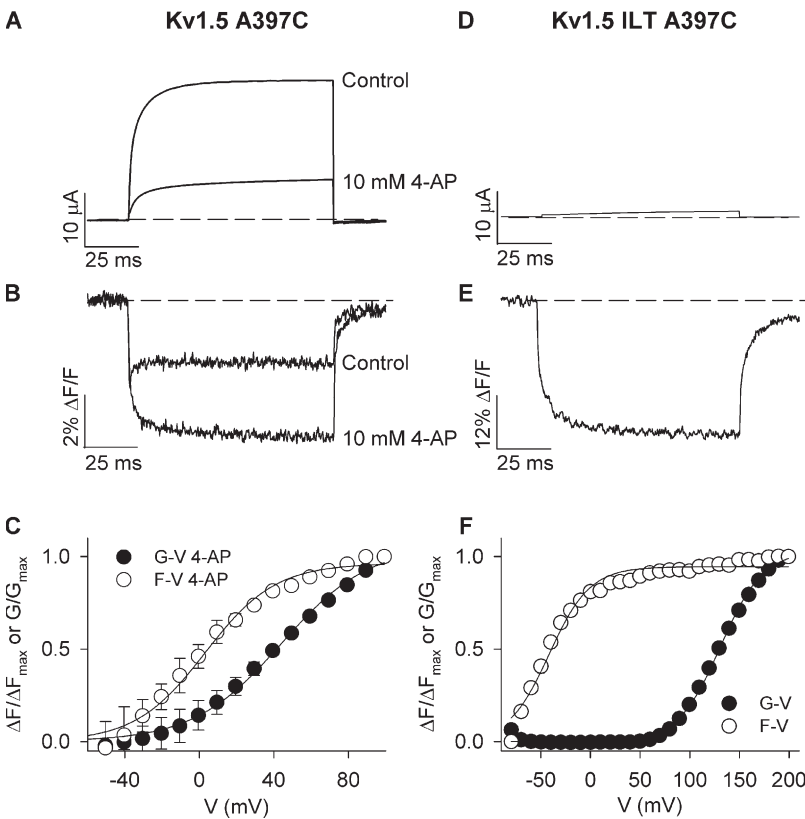 A Kv1.5 A397C
Control
10 mM 4-AP
10 µA
25 ms
B
Control
10 mM 4-AP
2% ΔF/F
25 ms
C
G-V 4-AP
F-V 4-AP
ΔF/ΔFmax or G/Gmax
1.0
0.5
0.0
-40 0 40 80
V (mV)
D Kv1.5 ILT A397C
10 µA
25 ms
E
12% ΔF/F
25 ms
F
ΔF/ΔFmax or G/Gmax
1.0
0.5
0.0
G-V
F-V
-50 0 50 100 150 200
V (mV)